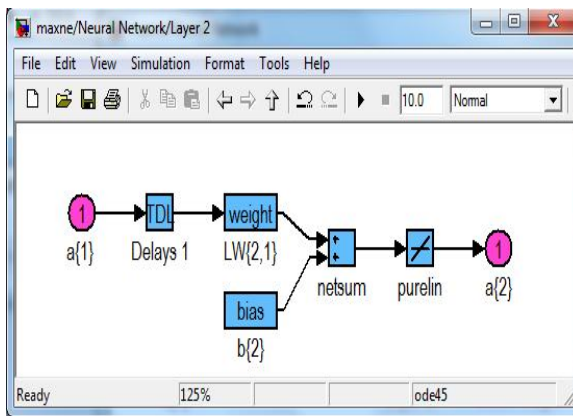 maxne/Neural Network/Layer 2
File Edit View Simulation Format Tools Help
10.0 Normal
1 TDL weight 1
a{1} Delays 1 LW{2,1} netsum purelin a{2}
bias
b{2}
Ready 125% ode45